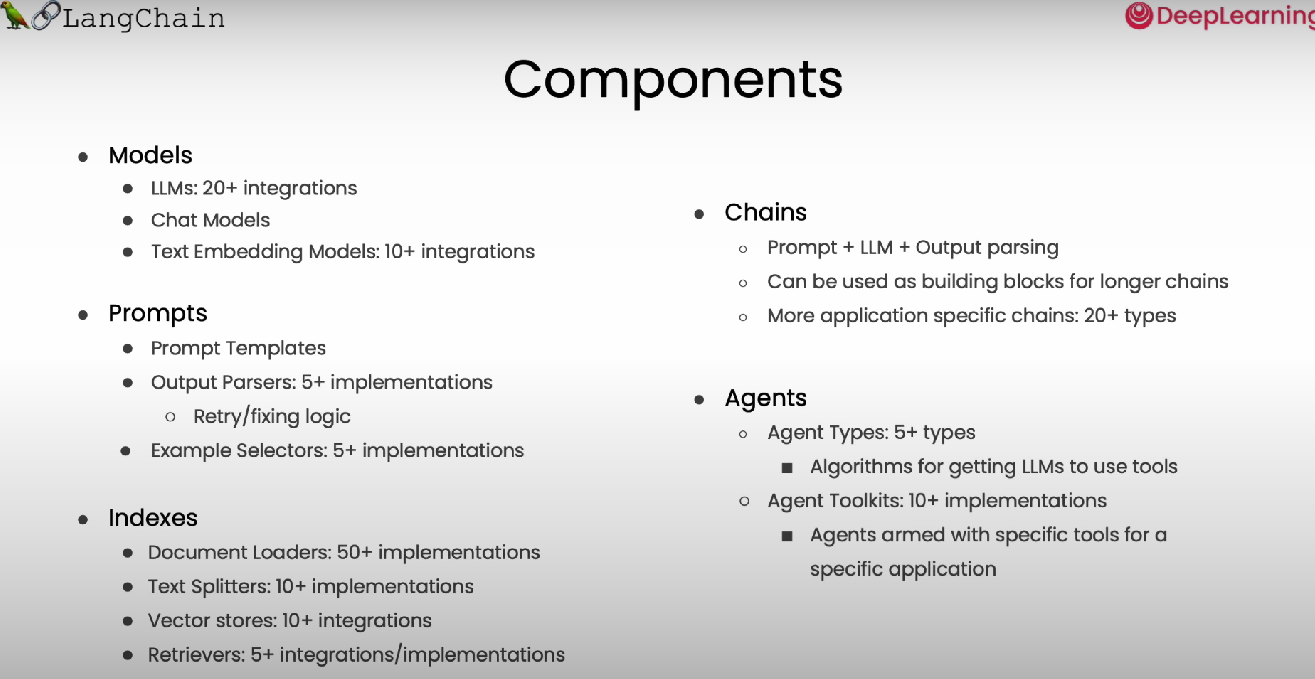 LangChain
DeepLearning
Components
Models
LLMs: 20+ integrations
Chat Models
Text Embedding Models: 10+ integrations
Prompts
Prompt Templates
Output Parsers: 5+ implementations
Retry/fixing logic
Example Selectors: 5+ implementations
Indexes
Document Loaders: 50+ implementations
Text Splitters: 10+ implementations
Vector stores: 10+ integrations
Retrievers: 5+ integrations/implementations
Chains
Prompt + LLM + Output parsing
Can be used as building blocks for longer chains
More application specific chains: 20+ types
Agents
Agent Types: 5+ types
Algorithms for getting LLMs to use tools
Agent Toolkits: 10+ implementations
Agents armed with specific tools for a
specific application